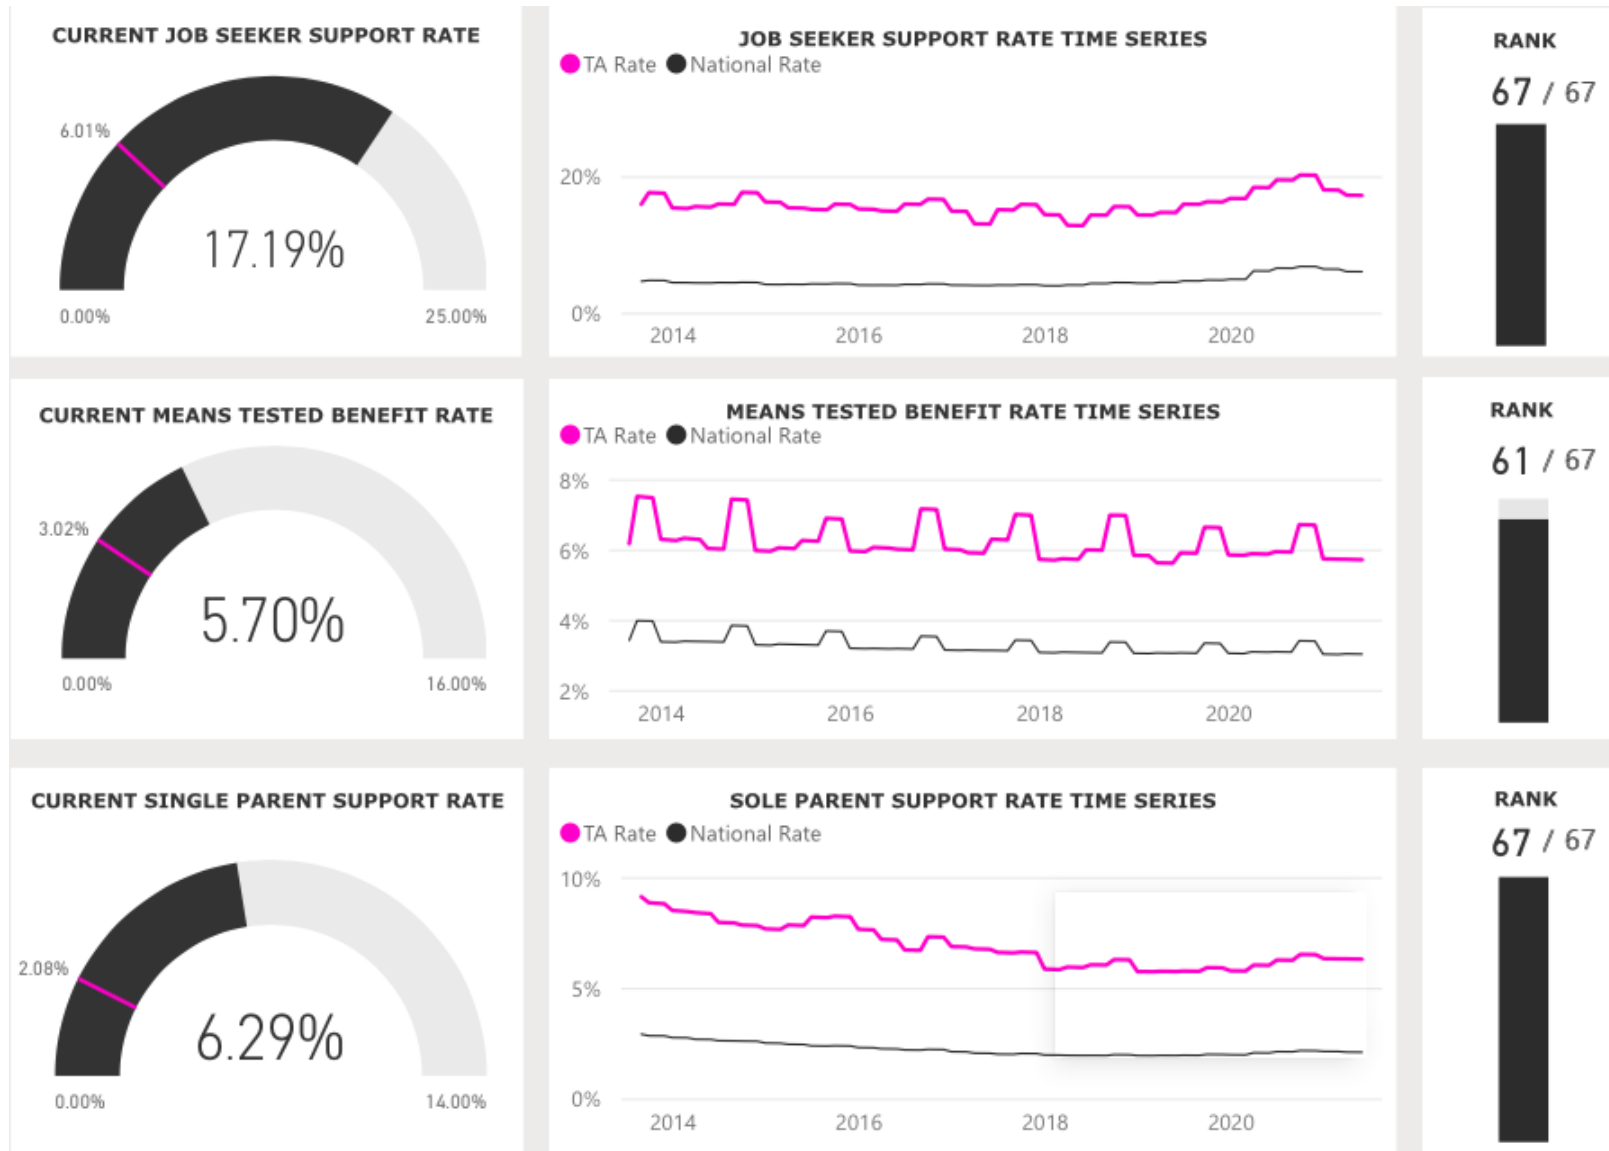 CURRENT JOB SEEKER SUPPORT RATE
6.01%
17.19%
0.00%
25.00%
JOB SEEKER SUPPORT RATE TIME SERIES
TA Rate National Rate
20%
0%
2014 2016 2018 2020
RANK
67 / 67
CURRENT MEANS TESTED BENEFIT RATE
3.02%
5.70%
0.00%
16.00%
MEANS TESTED BENEFIT RATE TIME SERIES
TA Rate National Rate
8%
6%
4%
2%
2014 2016 2018 2020
RANK
61 / 67
CURRENT SINGLE PARENT SUPPORT RATE
2.08%
6.29%
0.00%
14.00%
SOLE PARENT SUPPORT RATE TIME SERIES
TA Rate National Rate
10%
5%
0%
2014 2016 2018 2020
RANK
67 / 67